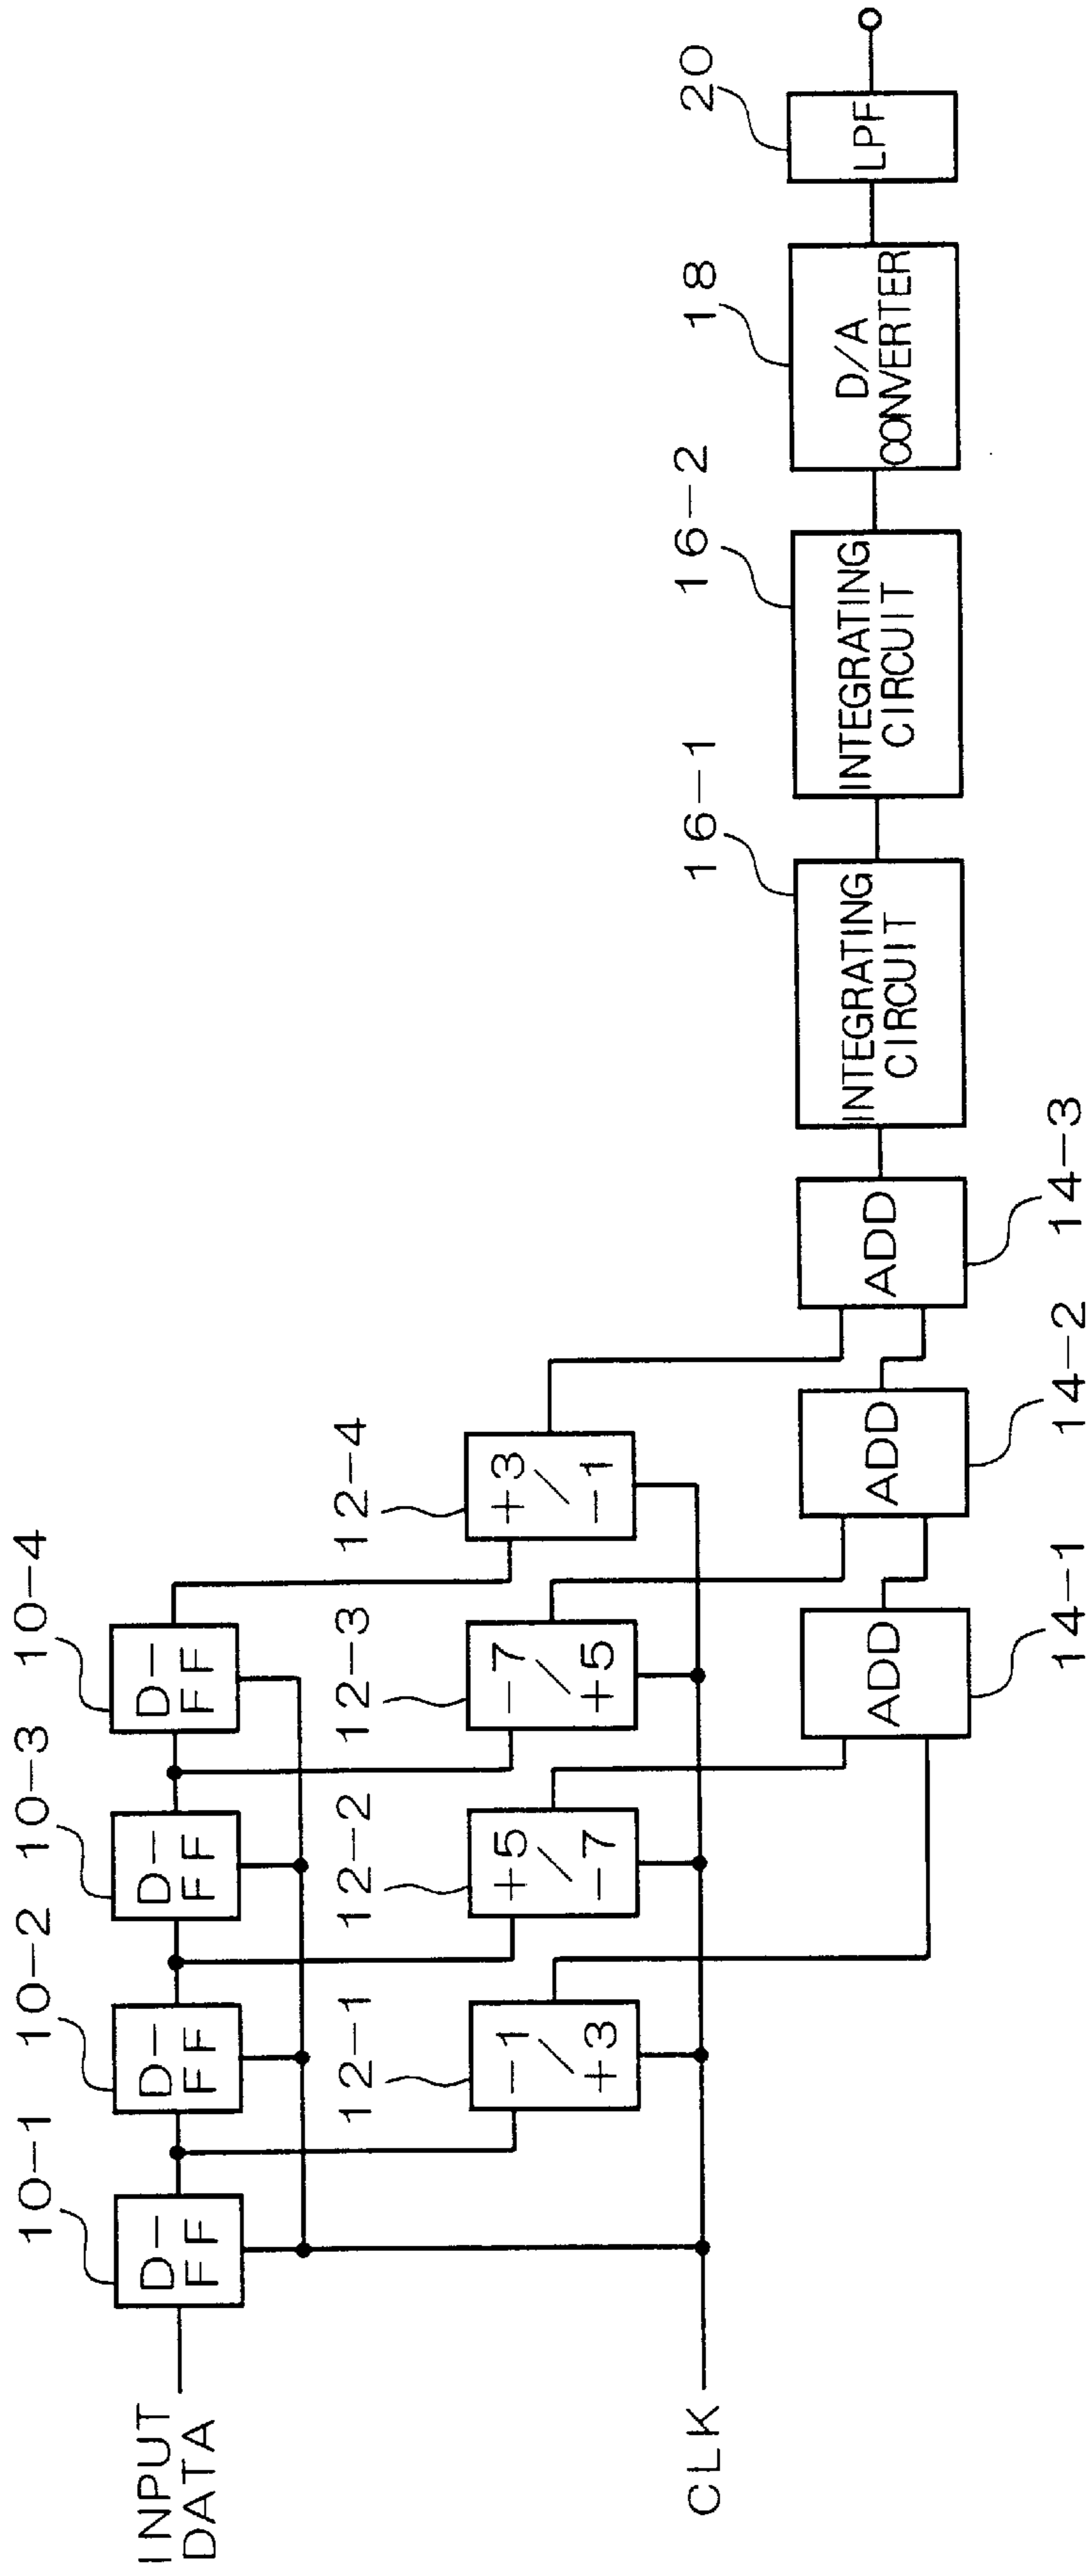 INPUT
DATA
10-1
D-
FF
10-2
D-
FF
10-3
D-
FF
10-4
D-
FF
12-1
-1
/
+3
12-2
+5
/
-7
12-3
-7
/
+5
12-4
+3
/
-1
CLK
ADD
14-1
ADD
14-2
ADD
14-3
16-1
INTEGRATING
CIRCUIT
16-2
INTEGRATING
CIRCUIT
18
D/A
CONVERTER
20
LPF